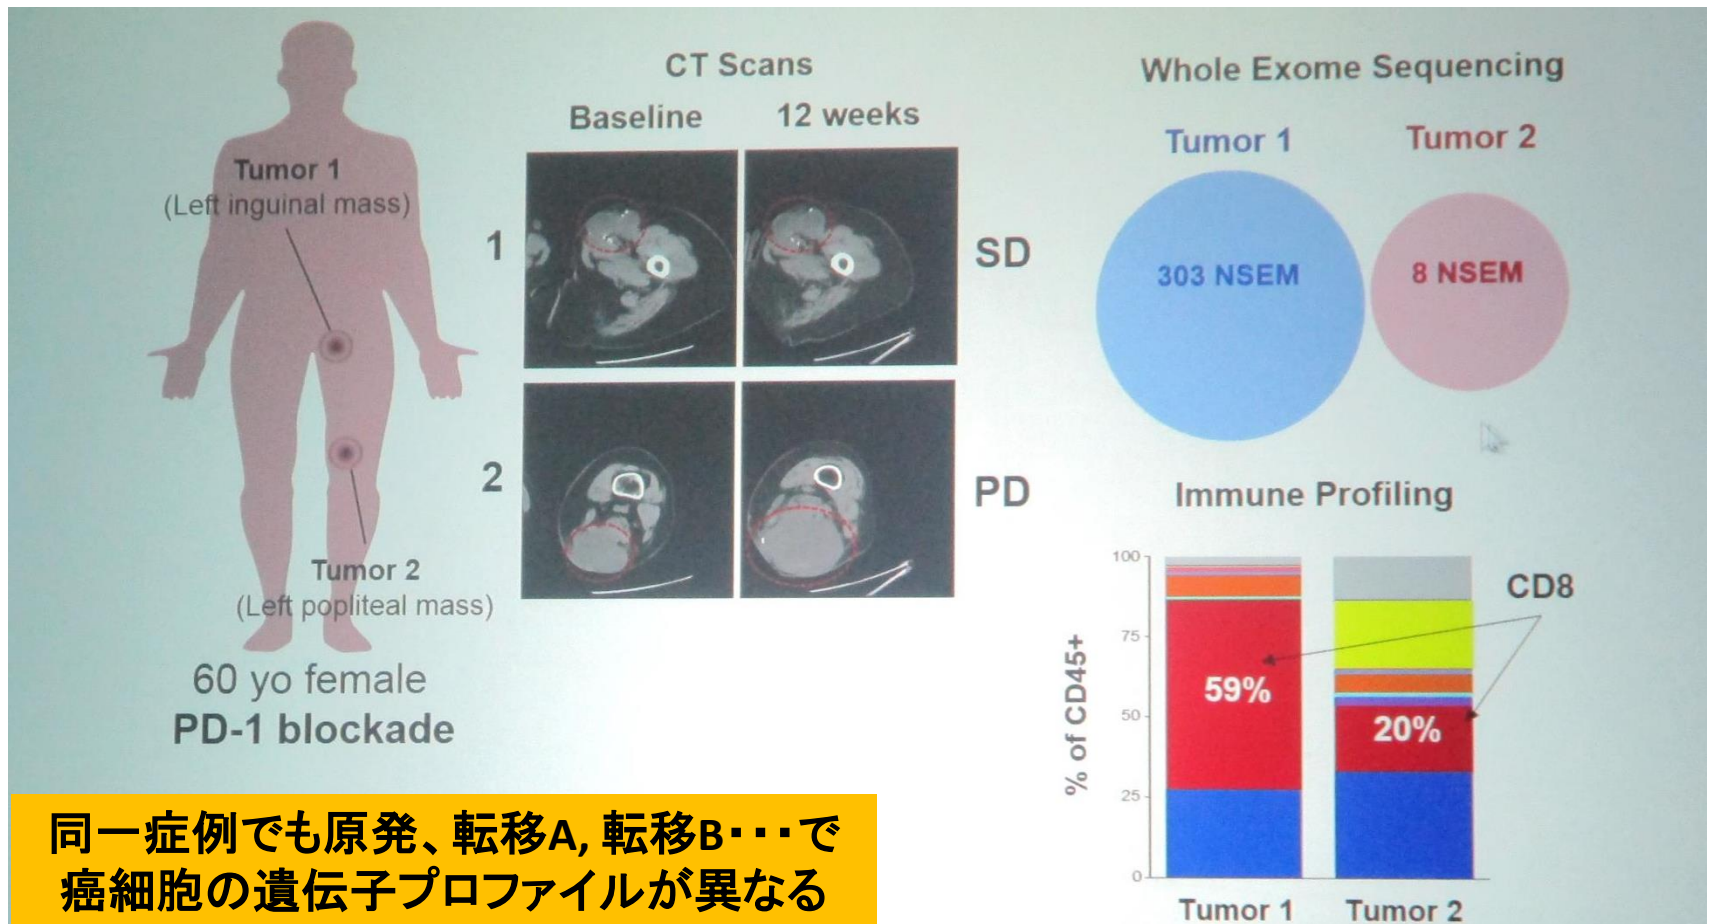 Tumor 1
(Left inguinal mass)
Tumor 2
(Left popliteal mass)
60 yo female
PD-1 blockade
CT Scans
Baseline 12 weeks
1 SD
2 PD
Whole Exome Sequencing
Tumor 1 Tumor 2
303 NSEM 8 NSEM
Immune Profiling
% of CD45+
100
75
50
25
0
CD8
59%
20%
Tumor 1 Tumor 2
同一症例でも原発、転移A, 転移B・・・で
癌細胞の遺伝子プロファイルが異なる